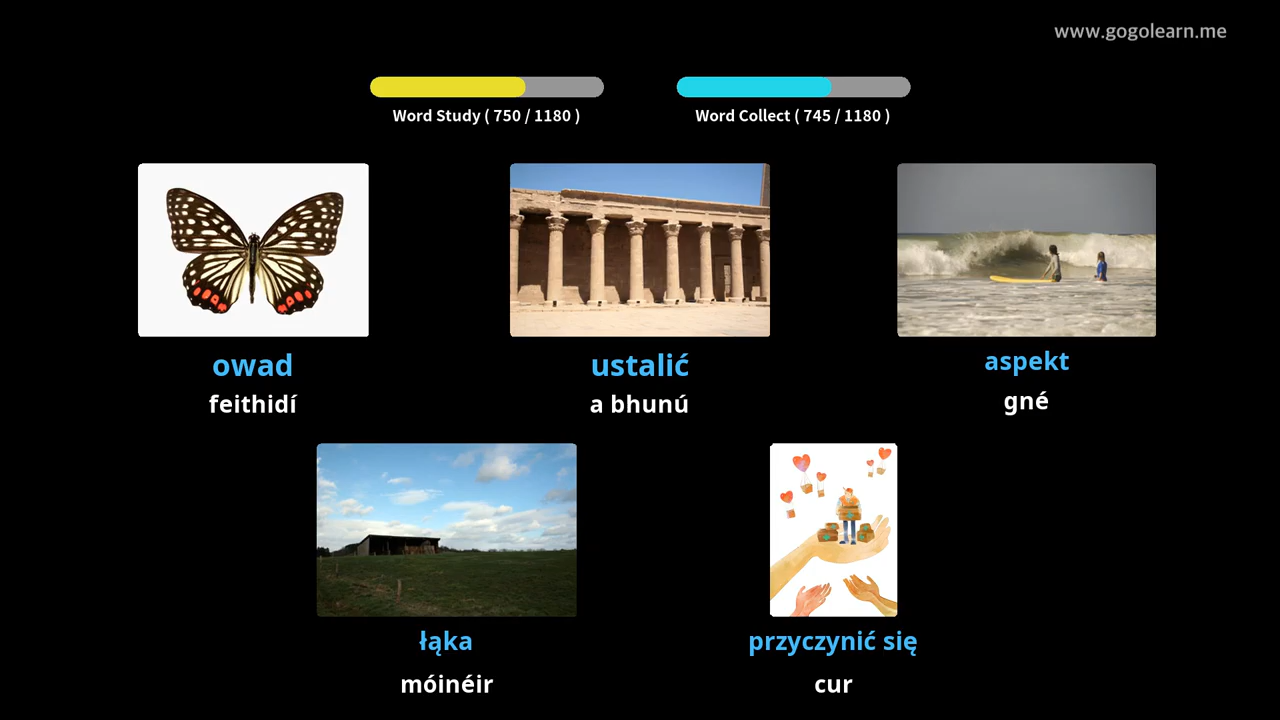 www.gogolearn.me
Word Study ( 750 / 1180 )
Word Collect ( 745 / 1180 )
owad
feithidí
ustalić
a bhunú
aspekt
gné
łąka
móinéir
przyczynić się
cur